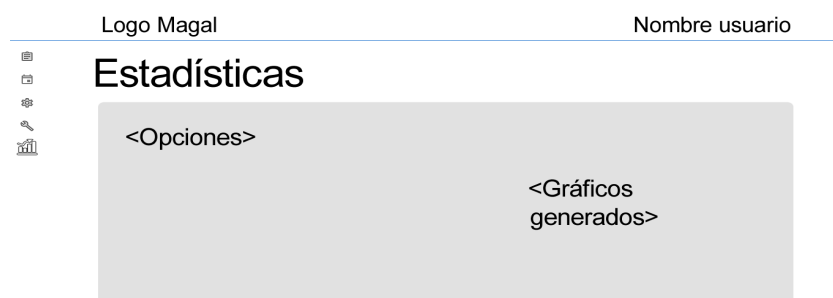 Logo Magal
Nombre usuario
Estadísticas
<Opciones>
<Gráficos
generados>